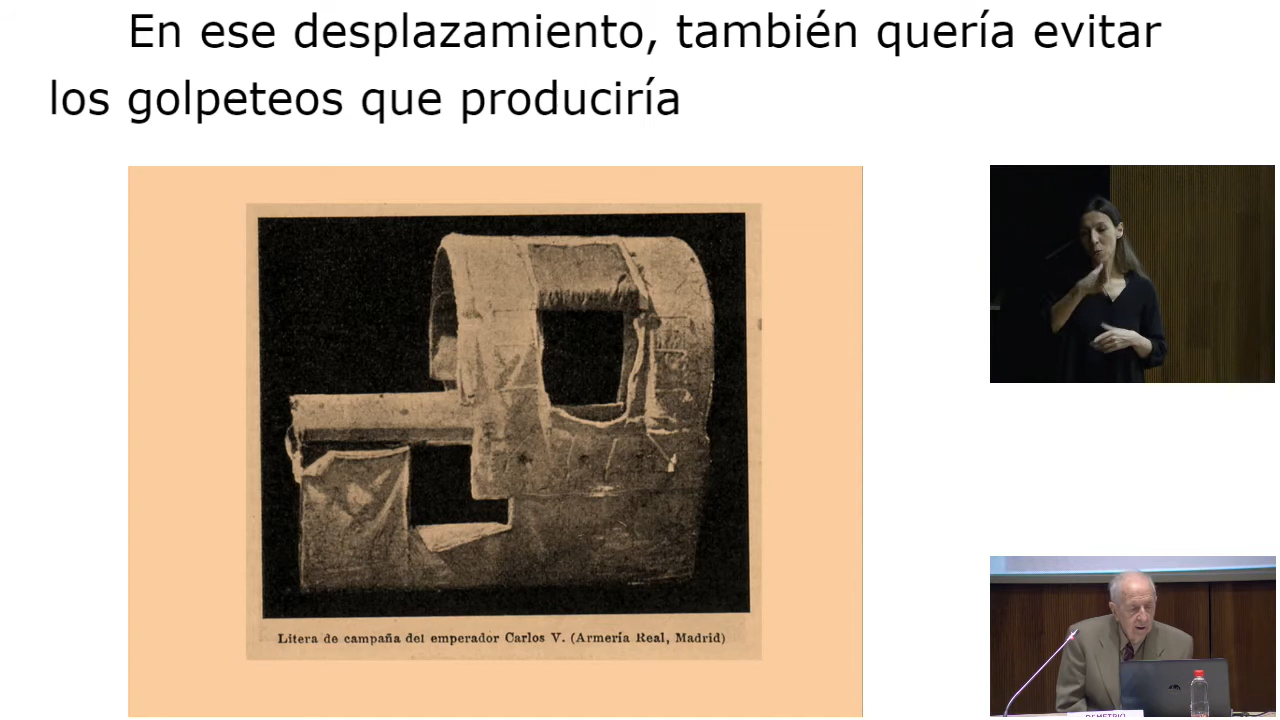 En ese desplazamiento, también quería evitar
los golpeteos que produciría
Litera de campaña del emperador Carlos V. (Armería Real, Madrid)